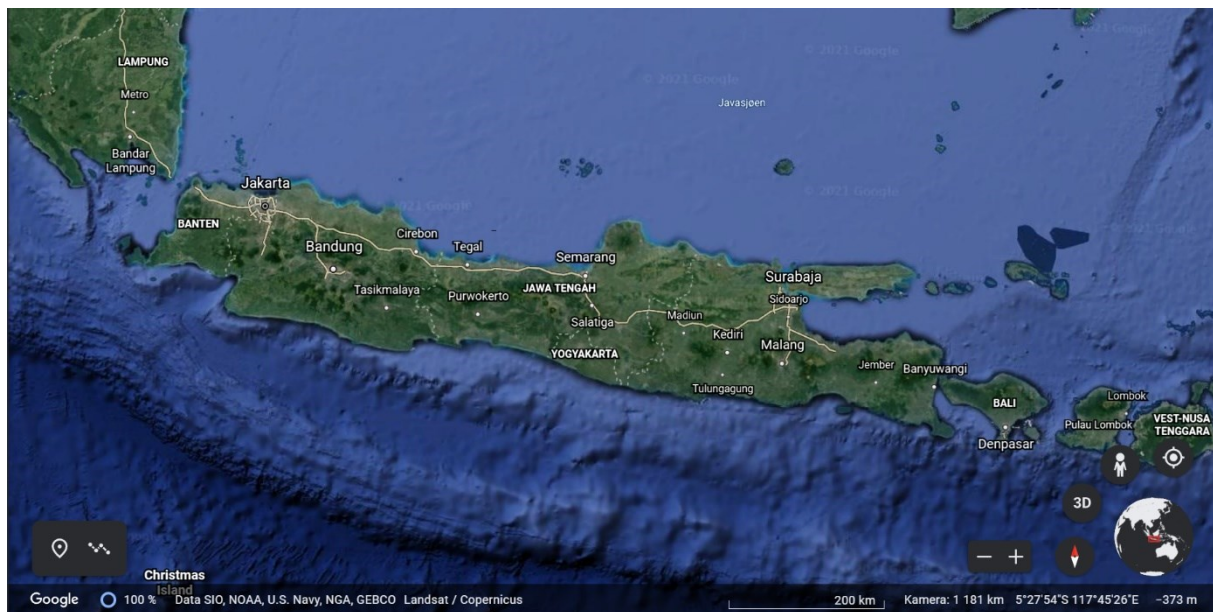 © 2021 Google
© 2021 Google
© 2021 Google
Javasjøen
LAMPUNG
Metro
Bandar
Lampung
© 2021 Google
Jakarta
BANTEN
2021 Google
Cirebon
Bandung
Tegal
Semarang
Tasikmalaya
Purwokerto
JAWA TENGAH
Surabaja
Sidoarjo
Salatiga
Madiun
Kediri
Malang
YOGYAKARTA
Tulungagung
Jember
Banyuwangi
BALI
Denpasar
Lombok
Pulau Lombok
VEST-NUSA
TENGGARA
3D
Christmas
Island
Google
100 %
Data SIO, NOAA, U.S. Navy, NGA, GEBCO Landsat / Copernicus
200 km
Kamera: 1 181 km 5°27'54"S 117°45'26"E −373 m